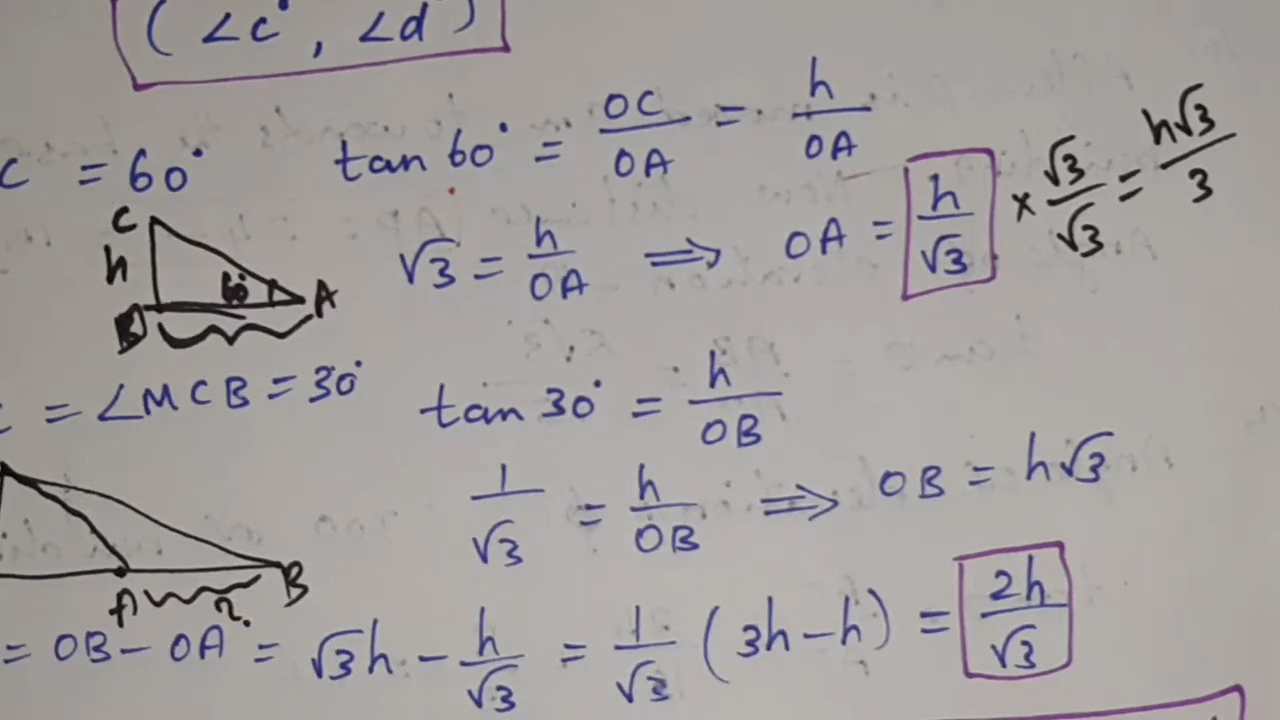 ( ∠c° , ∠d° )
C = 60°
tan 60° = OC/OA = h/OA
√3 = h/OA ⟹ OA = h/√3 × √3/√3 = h√3/3
C
h
60°
A
= ∠MCB = 30°
tan 30° = h/OB
1/√3 = h/OB ⟹ OB = h√3
A
?
B
= OB - OA = √3h - h/√3 = 1/√3 (3h - h) = 2h/√3